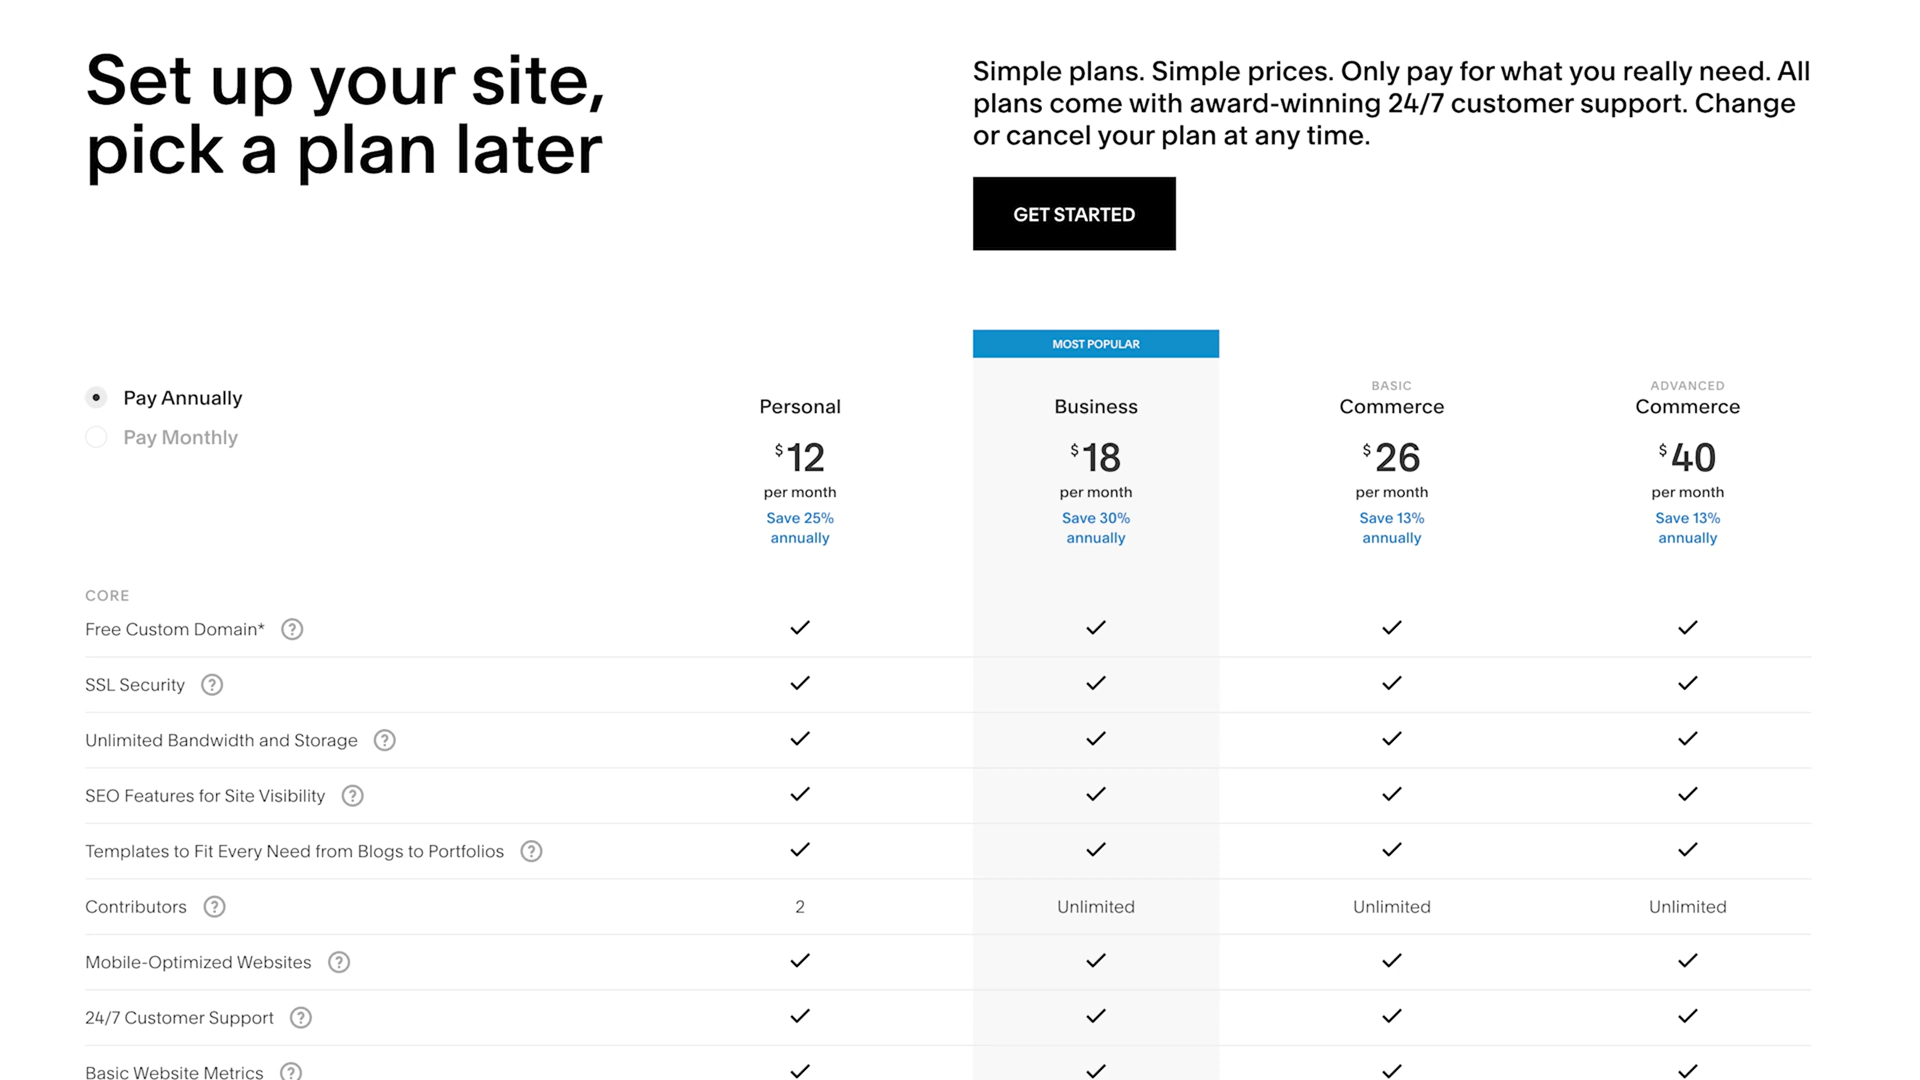 Set up your site,
pick a plan later
Simple plans. Simple prices. Only pay for what you really need. All
plans come with award-winning 24/7 customer support. Change
or cancel your plan at any time.
GET STARTED
MOST POPULAR
Pay Annually
Pay Monthly
Personal
$12
per month
Save 25%
annually
Business
$18
per month
Save 30%
annually
BASIC
Commerce
$26
per month
Save 13%
annually
ADVANCED
Commerce
$40
per month
Save 13%
annually
CORE
Free Custom Domain* ?
SSL Security ?
Unlimited Bandwidth and Storage ?
SEO Features for Site Visibility ?
Templates to Fit Every Need from Blogs to Portfolios ?
Contributors ? 2 Unlimited Unlimited Unlimited
Mobile-Optimized Websites ?
24/7 Customer Support ?
Basic Website Metrics ?